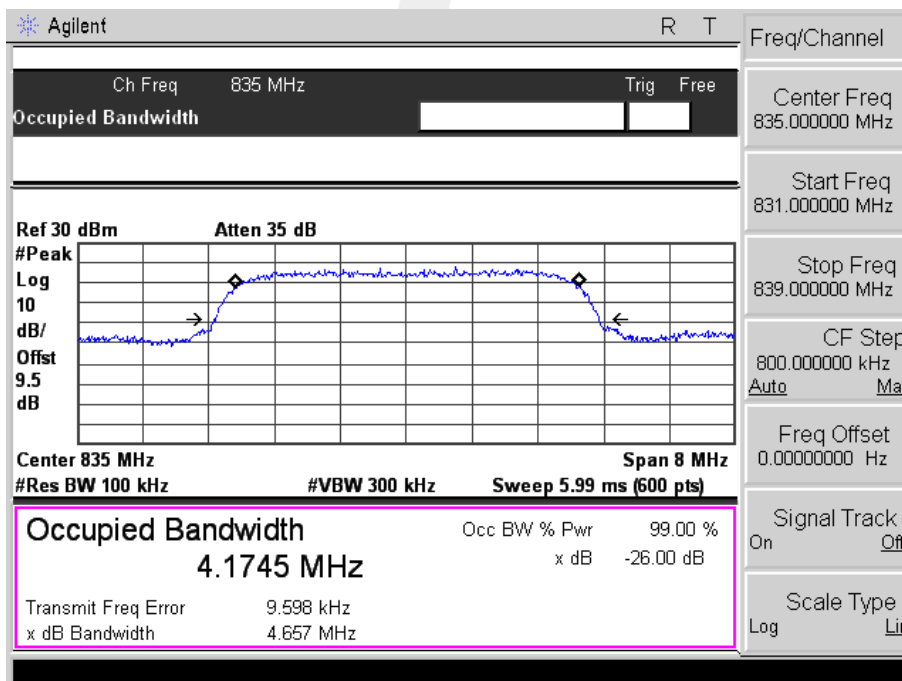 Agilent R T
Ch Freq 835 MHz Trig Free
Occupied Bandwidth
Ref 30 dBm Atten 35 dB
#Peak
Log
10
dB/
Offst
9.5
dB
Center 835 MHz Span 8 MHz
#Res BW 100 kHz #VBW 300 kHz Sweep 5.99 ms (600 pts)
Occupied Bandwidth
4.1745 MHz
Occ BW % Pwr 99.00 %
x dB -26.00 dB
Transmit Freq Error 9.598 kHz
x dB Bandwidth 4.657 MHz
Freq/Channel
Center Freq
835.000000 MHz
Start Freq
831.000000 MHz
Stop Freq
839.000000 MHz
CF Step
800.000000 kHz
Auto Ma
Freq Offset
0.00000000 Hz
Signal Track
On Off
Scale Type
Log Lin